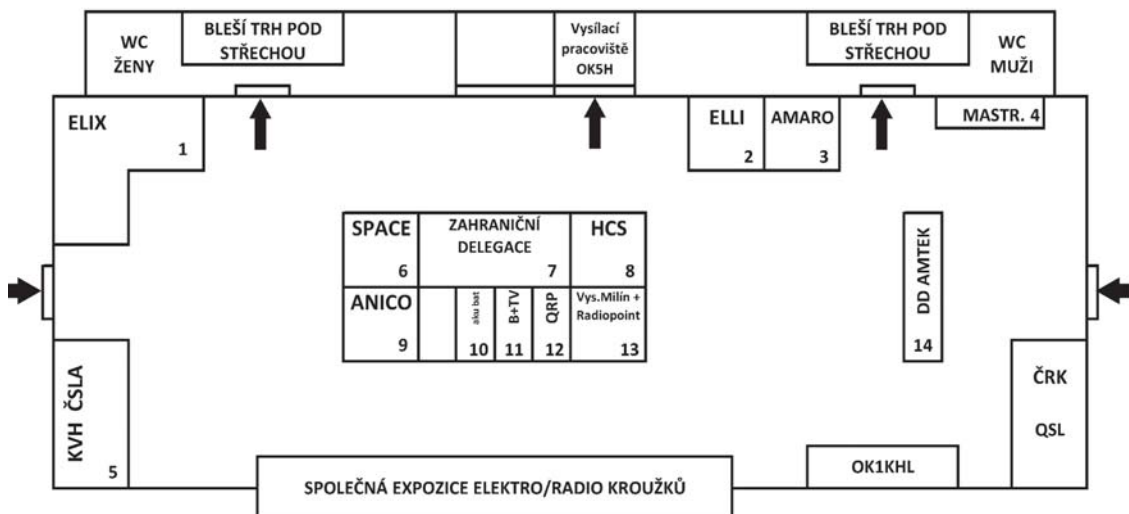 WC
ŽENY
BLEŠÍ TRH POD
STŘECHOU
Vysílací
pracoviště
OK5H
BLEŠÍ TRH POD
STŘECHOU
WC
MUŽI
ELIX
1
ELLI
2
AMARO
3
MASTR. 4
SPACE
6
ZAHRANIČNÍ
DELEGACE
7
HCS
8
ANICO
9
aku bat
10
B+TV
11
QRP
12
Vys.Milín +
Radiopoint
13
DD AMTEK
14
KVH ČSLA
5
ČRK
QSL
OK1KHL
SPOLEČNÁ EXPOZICE ELEKTRO/RADIO KROUŽKŮ